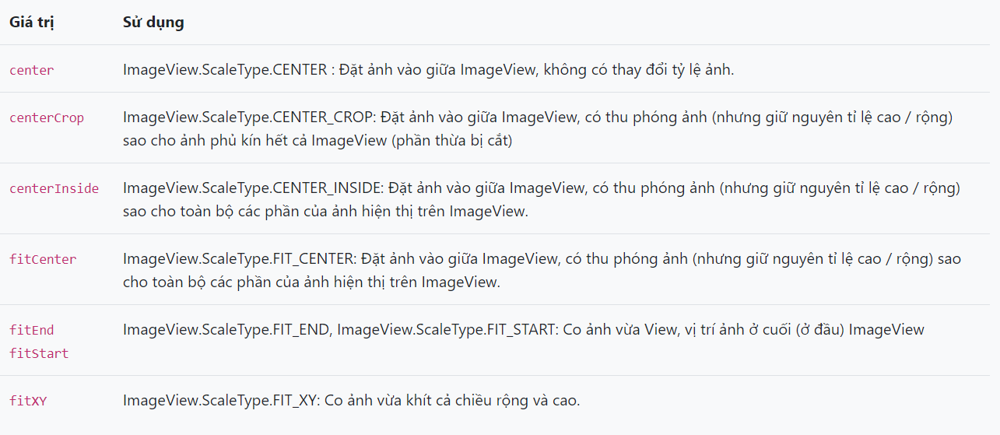 Giá trị Sử dụng
center ImageView.ScaleType.CENTER : Đặt ảnh vào giữa ImageView, không có thay đổi tỷ lệ ảnh.
centerCrop ImageView.ScaleType.CENTER_CROP: Đặt ảnh vào giữa ImageView, có thu phóng ảnh (nhưng giữ nguyên tỉ lệ cao / rộng)
sao cho ảnh phủ kín hết cả ImageView (phần thừa bị cắt)
centerInside ImageView.ScaleType.CENTER_INSIDE: Đặt ảnh vào giữa ImageView, có thu phóng ảnh (nhưng giữ nguyên tỉ lệ cao / rộng)
sao cho toàn bộ các phần của ảnh hiện thị trên ImageView.
fitCenter ImageView.ScaleType.FIT_CENTER: Đặt ảnh vào giữa ImageView, có thu phóng ảnh (nhưng giữ nguyên tỉ lệ cao / rộng) sao
cho toàn bộ các phần của ảnh hiện thị trên ImageView.
fitEnd ImageView.ScaleType.FIT_END, ImageView.ScaleType.FIT_START: Co ảnh vừa View, vị trí ảnh ở cuối (ở đầu) ImageView
fitStart
fitXY ImageView.ScaleType.FIT_XY: Co ảnh vừa khít cả chiều rộng và cao.